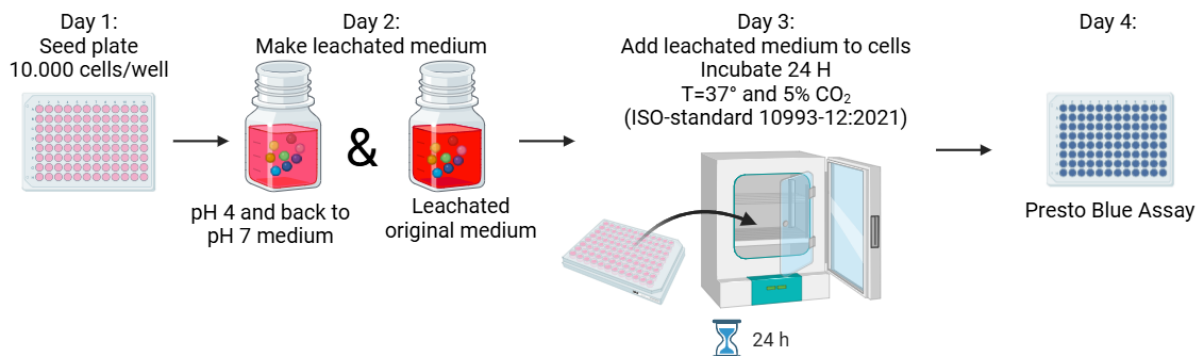 Day 1:
Seed plate
10.000 cells/well
Day 2:
Make leachated medium
&
pH 4 and back to
pH 7 medium
Leachated
original medium
Day 3:
Add leachated medium to cells
Incubate 24 H
T=37° and 5% CO₂
(ISO-standard 10993-12:2021)
24 h
Day 4:
Presto Blue Assay